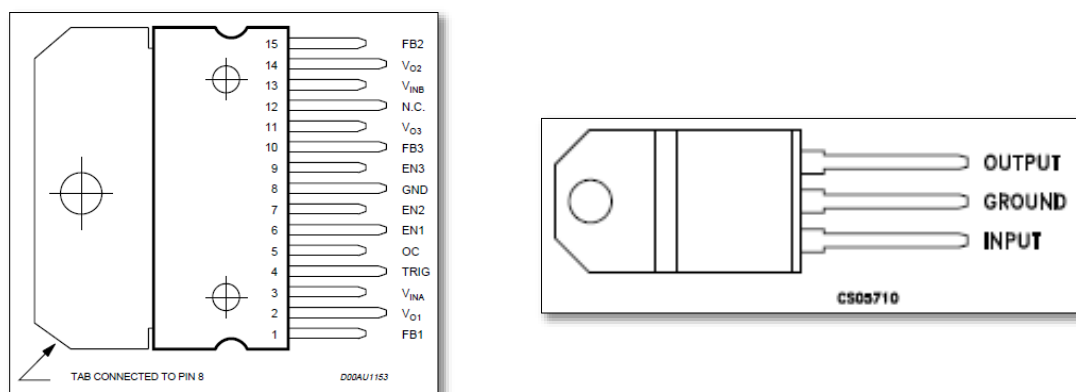 15 FB2
14 VO2
13 VINB
12 N.C.
11 VO3
10 FB3
9 EN3
8 GND
7 EN2
6 EN1
5 OC
4 TRIG
3 VINA
2 VO1
1 FB1
TAB CONNECTED TO PIN 8 D00AU1153
OUTPUT
GROUND
INPUT
CS05710